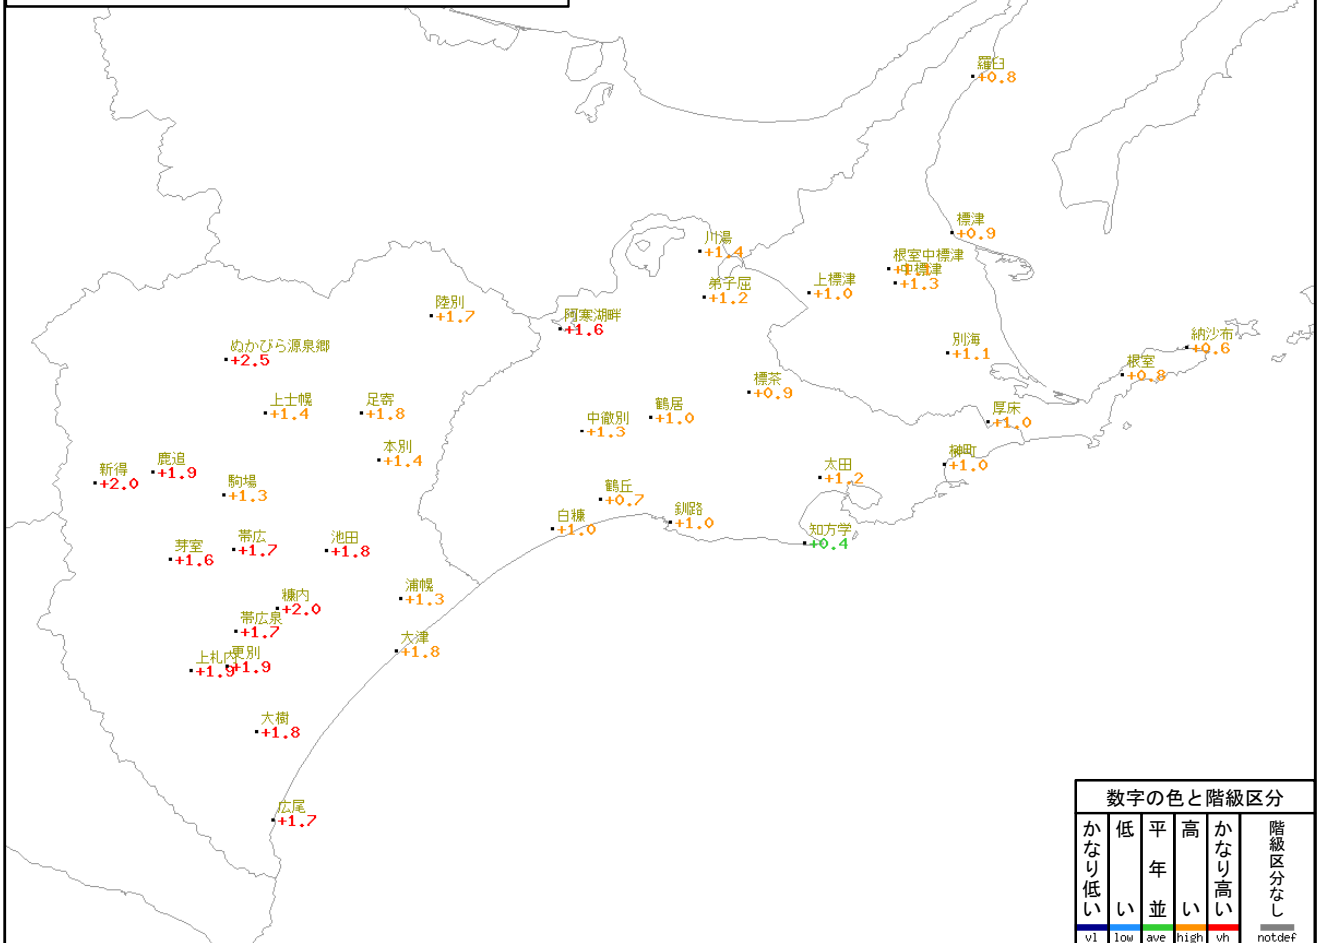 羅臼
+0.8
標津
+0.9
川湯
+1.4
根室中標津
中標津
+1.3
弟子屈
+1.2
上標津
+1.0
陸別
+1.7
阿寒湖畔
+1.6
納沙布
+0.6
ぬかびら源泉郷
+2.5
別海
+1.1
根室
+0.8
標茶
+0.9
上士幌
+1.4
足寄
+1.8
鶴居
+1.0
厚床
+1.0
中徹別
+1.3
本別
+1.4
榊町
+1.0
鹿追
+1.9
新得
+2.0
太田
+1.2
駒場
+1.3
鶴丘
+0.7
白糠
+1.0
釧路
+1.0
知方学
+0.4
帯広
+1.7
池田
+1.8
芽室
+1.6
浦幌
+1.3
糠内
+2.0
帯広泉
+1.7
大津
+1.8
上札内
+1.9
更別
+1.9
大樹
+1.8
広尾
+1.7
数字の色と階級区分
かなり低い
低い
平年並
高い
かなり高い
階級区分なし
vl low ave high vh notdef